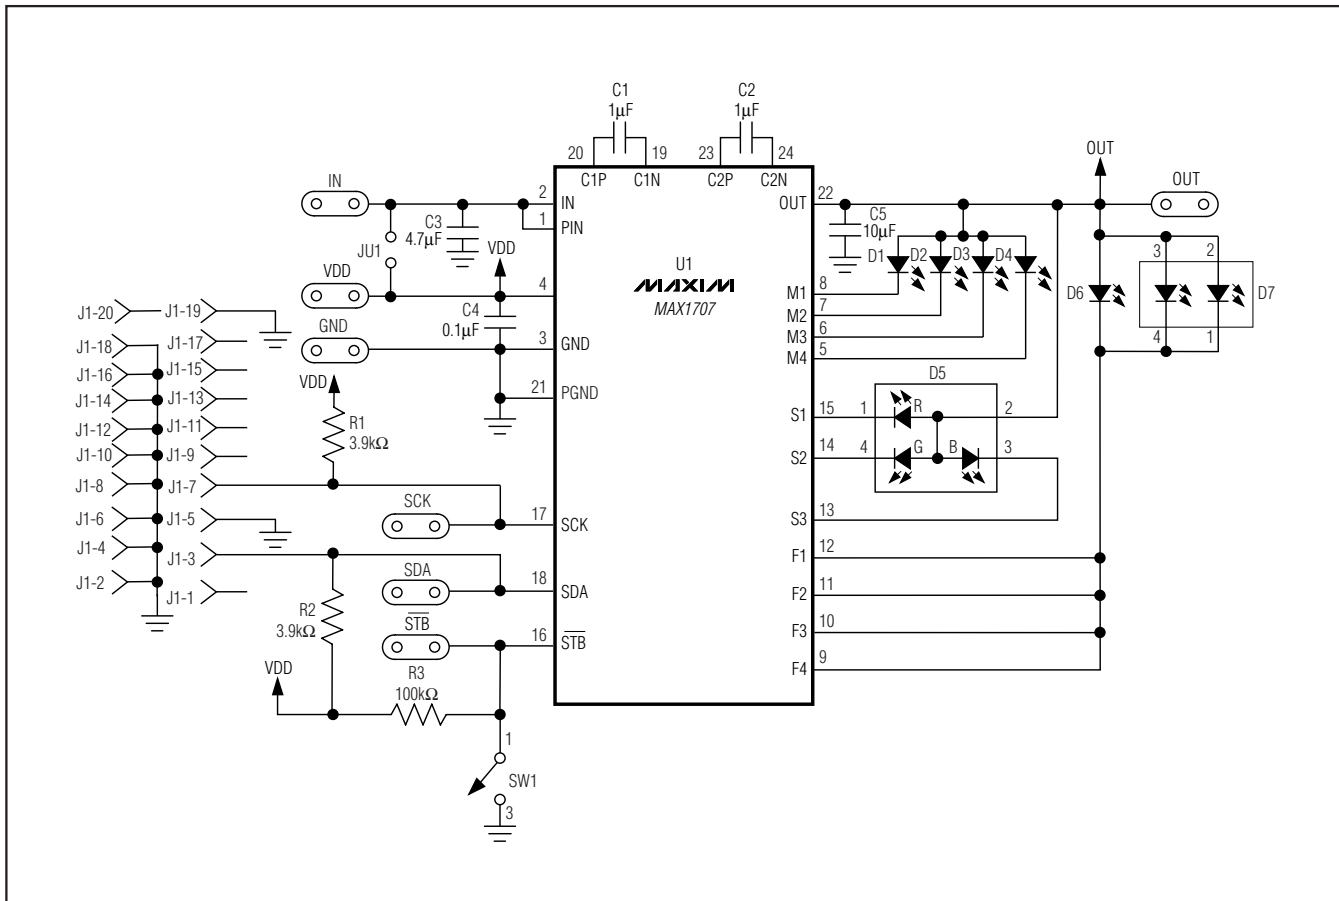 C1
1µF
C2
1µF
20
19
23
24
C1P
C1N
C2P
C2N
IN
2
IN
1
PIN
C3
4.7µF
JU1
VDD
VDD
4
C4
0.1µF
GND
3
GND
21
PGND
VDD
R1
3.9kΩ
U1
MAXIM
MAX1707
OUT
22
C5
10µF
OUT
OUT
D1
D2
D3
D4
M1
8
M2
7
M3
6
M4
5
D6
3
2
D7
4
1
D5
S1
15
1
R
2
S2
14
4
G
B
3
S3
13
F1
12
F2
11
F3
10
F4
9
J1-20
J1-19
J1-18
J1-17
J1-16
J1-15
J1-14
J1-13
J1-12
J1-11
J1-10
J1-9
J1-8
J1-7
J1-6
J1-5
J1-4
J1-3
J1-2
J1-1
SCK
17
SCK
SDA
18
SDA
R2
3.9kΩ
STB
16
STB
VDD
R3
100kΩ
1
SW1
3